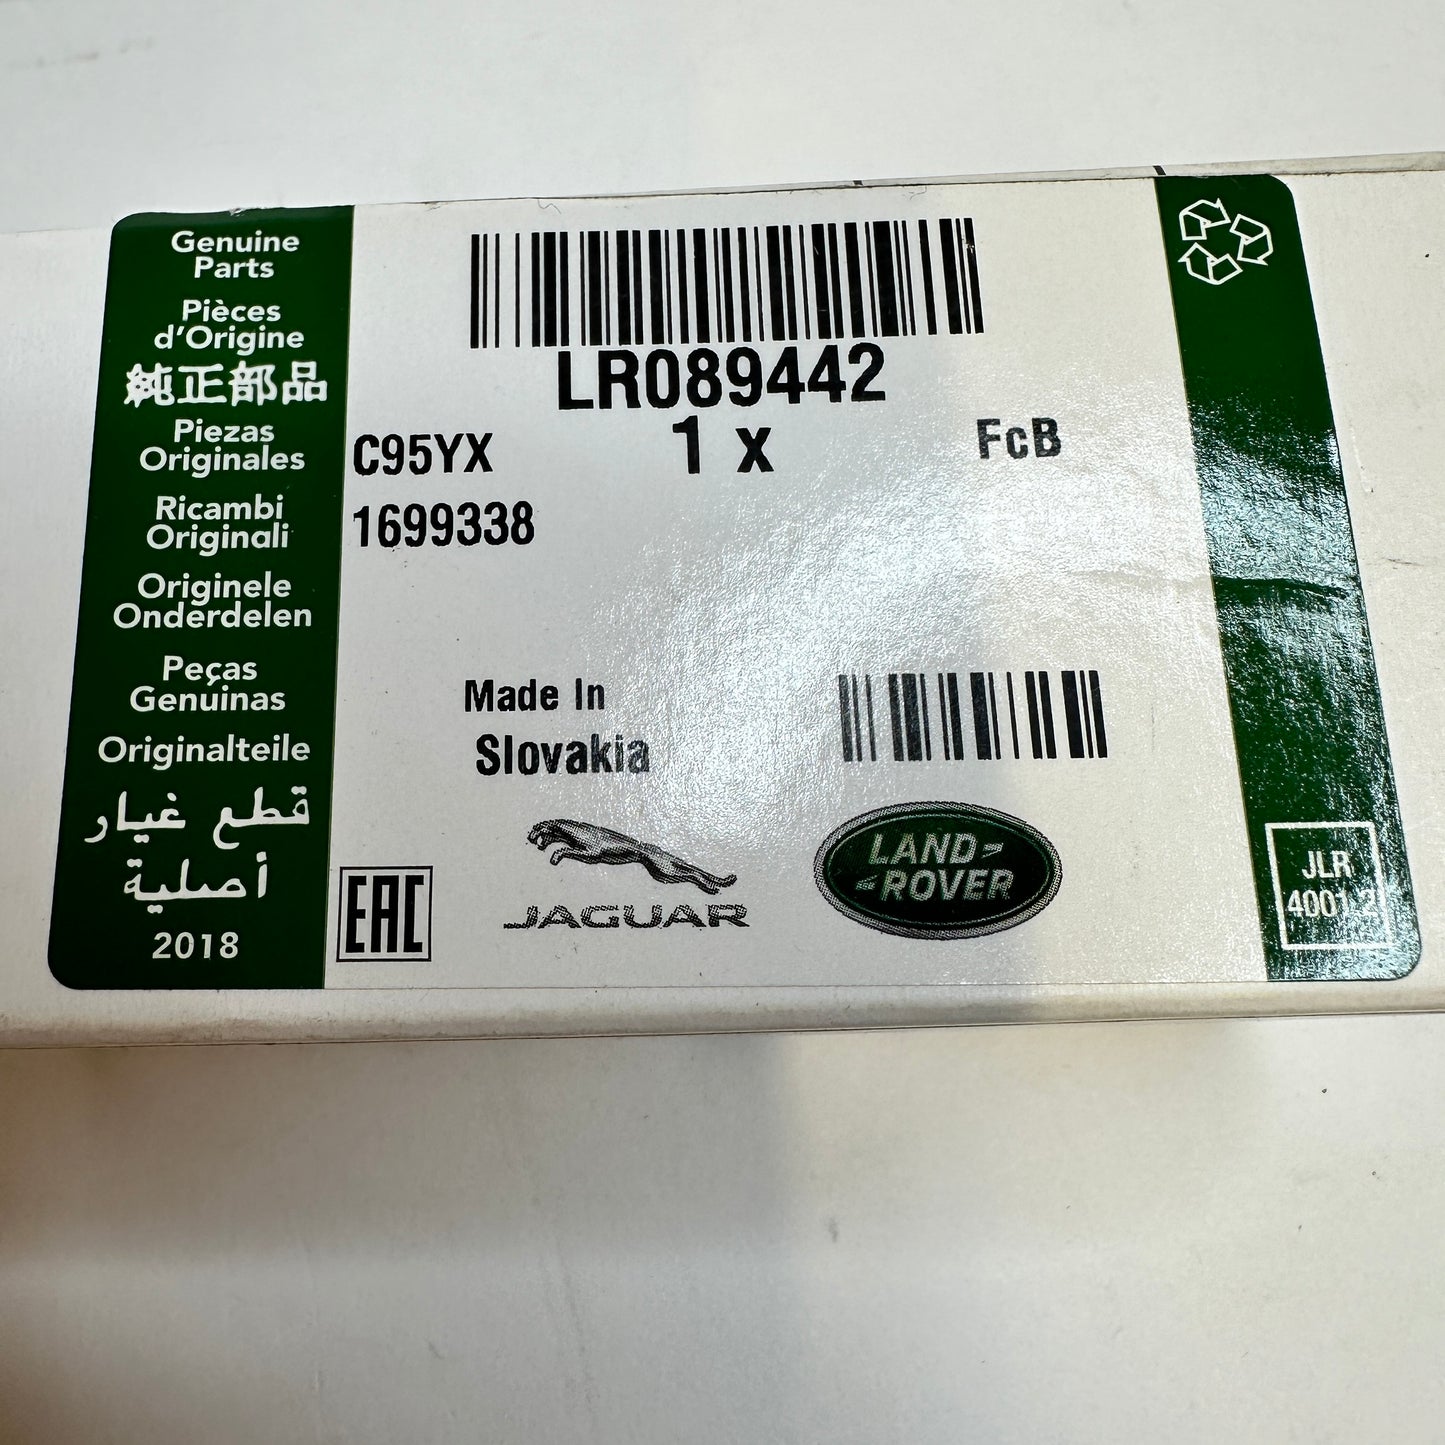 Genuine
Parts
Pièces
d'Origine
純正部品
Piezas
Originales
Ricambi
Originali
Originele
Onderdelen
Peças
Genuinas
Originalteile
قطع غيار
أصلية
2018
LR089442
1 x
C95YX
FcB
1699338
Made In
Slovakia
EAC
JAGUAR
LAND-
-ROVER
JLR
4001.2